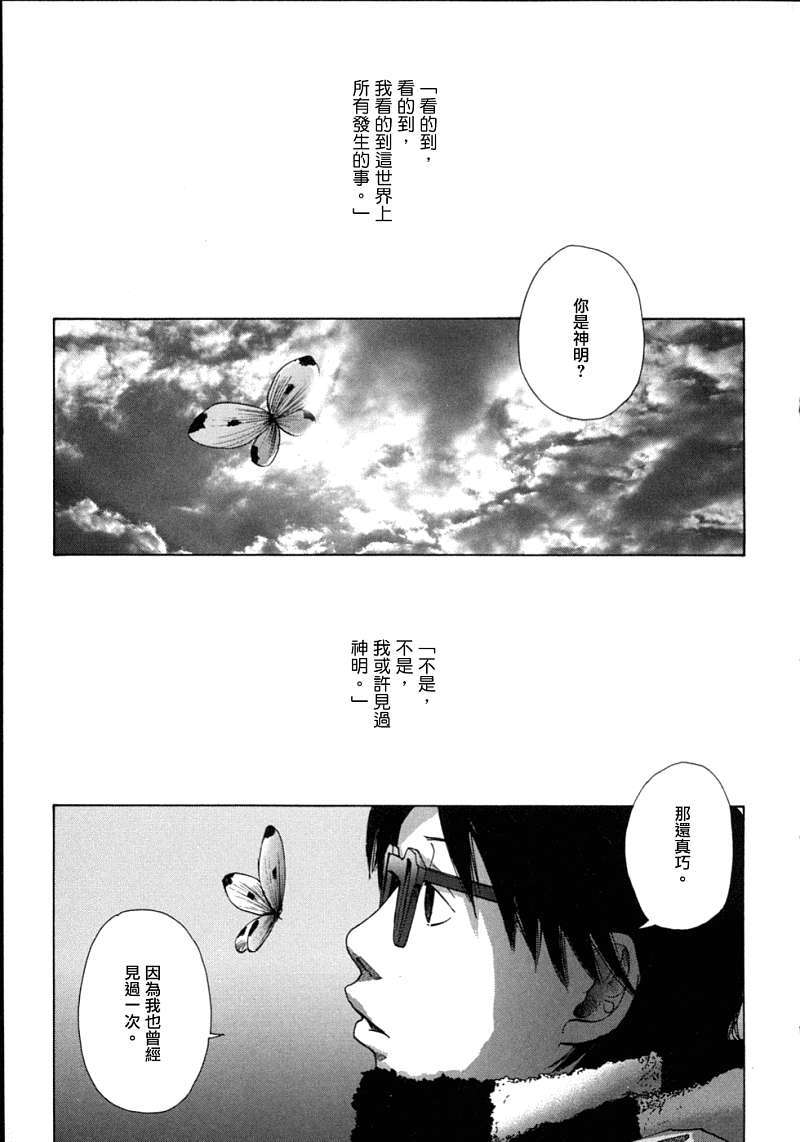 「看的到，
看的到，
我看的到這世界上
所有發生的事。」
你是神明？
「不是，
不是，
我或許見過
神明。」
那還真巧。
因為我也曾經
見過一次。